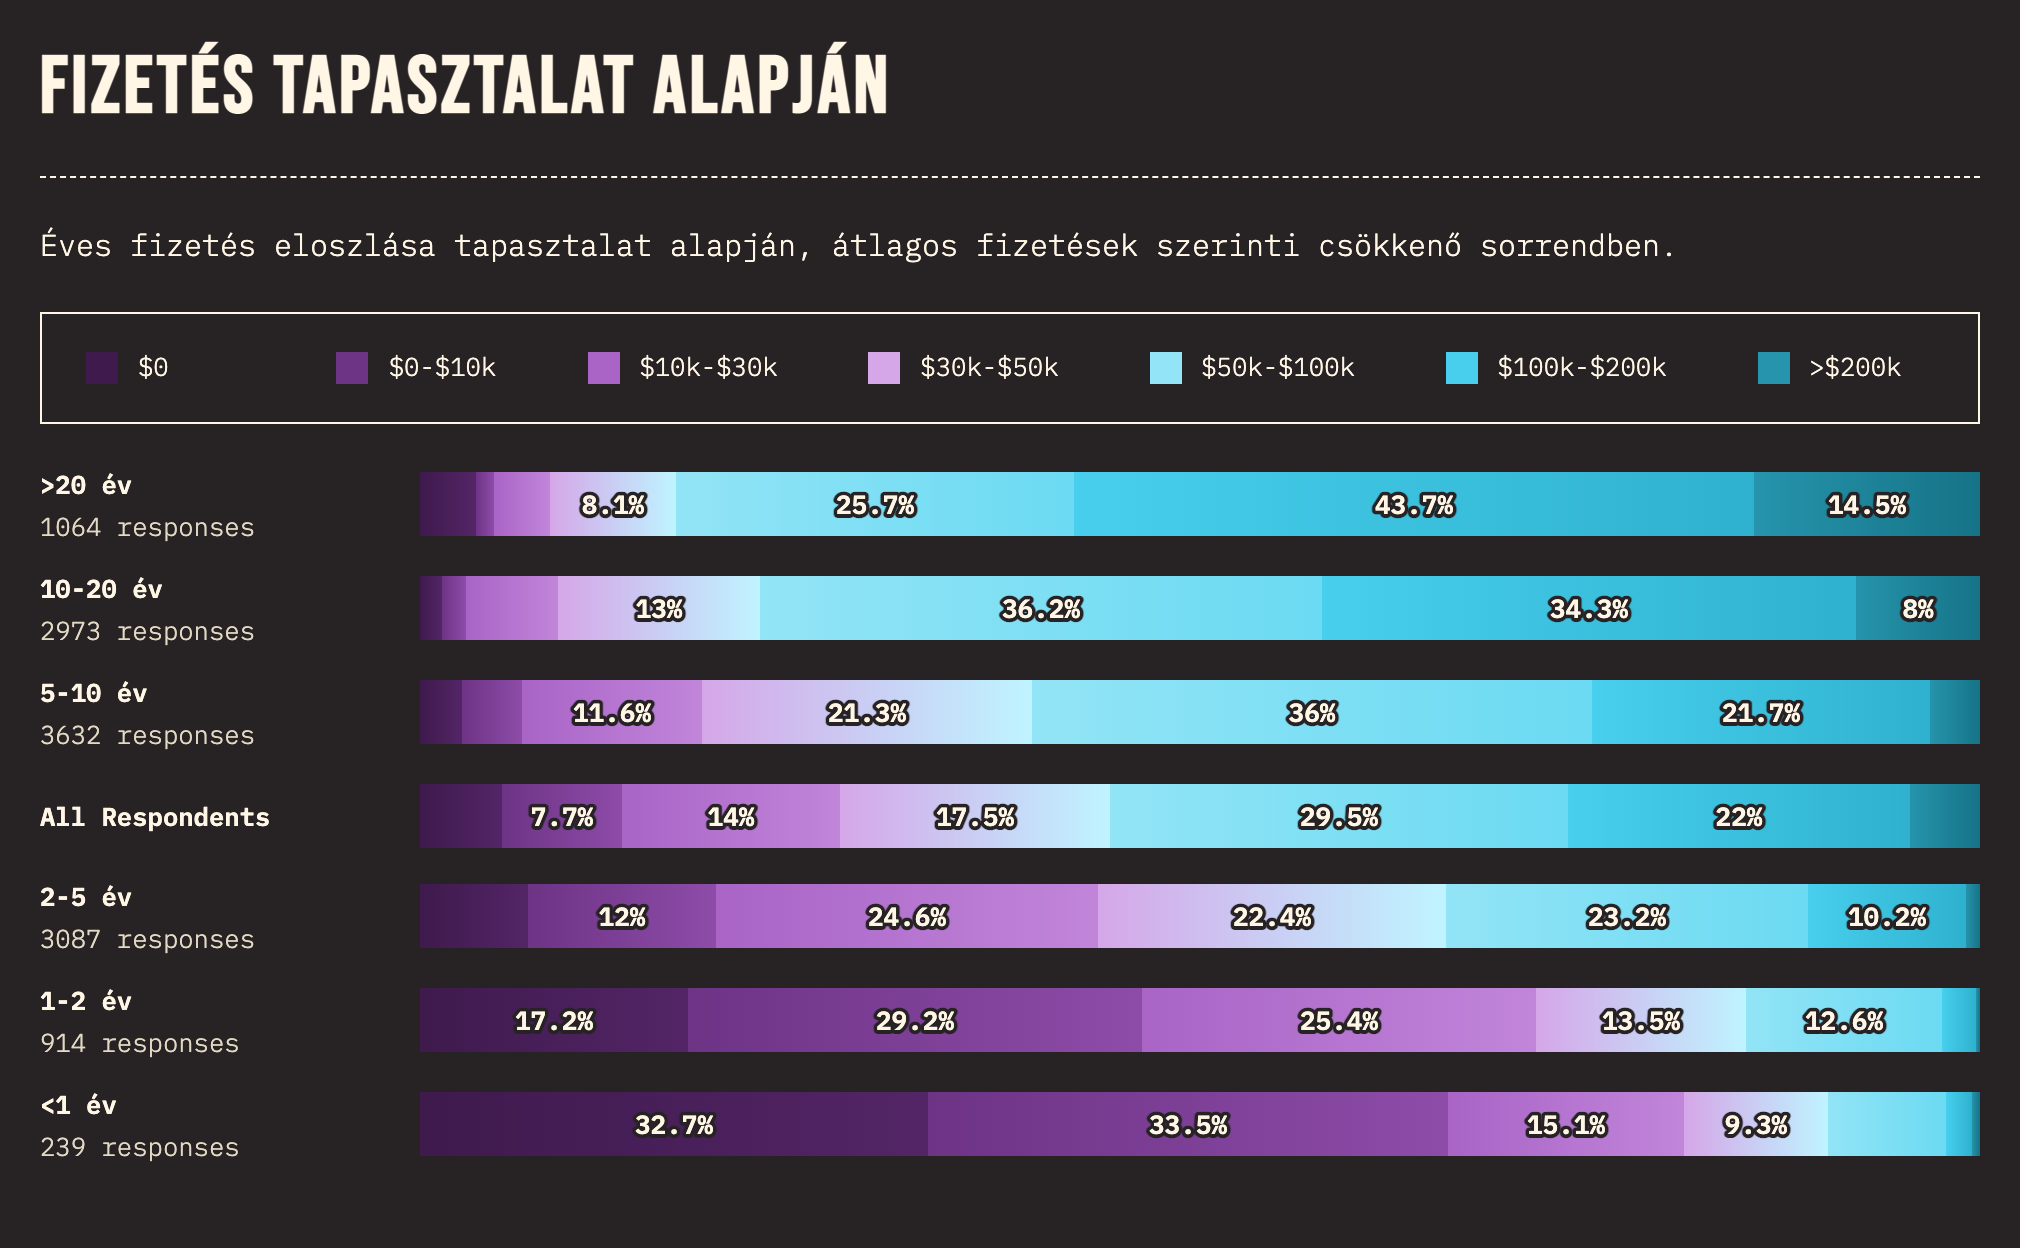 FIZETÉS TAPASZTALAT ALAPJÁN
Éves fizetés eloszlása tapasztalat alapján, átlagos fizetések szerinti csökkenő sorrendben.
$0 $0-$10k $10k-$30k $30k-$50k $50k-$100k $100k-$200k >$200k
>20 év
1064 responses
8.1% 25.7% 43.7% 14.5%
10-20 év
2973 responses
13% 36.2% 34.3% 8%
5-10 év
3632 responses
11.6% 21.3% 36% 21.7%
All Respondents
7.7% 14% 17.5% 29.5% 22%
2-5 év
3087 responses
12% 24.6% 22.4% 23.2% 10.2%
1-2 év
914 responses
17.2% 29.2% 25.4% 13.5% 12.6%
<1 év
239 responses
32.7% 33.5% 15.1% 9.3%